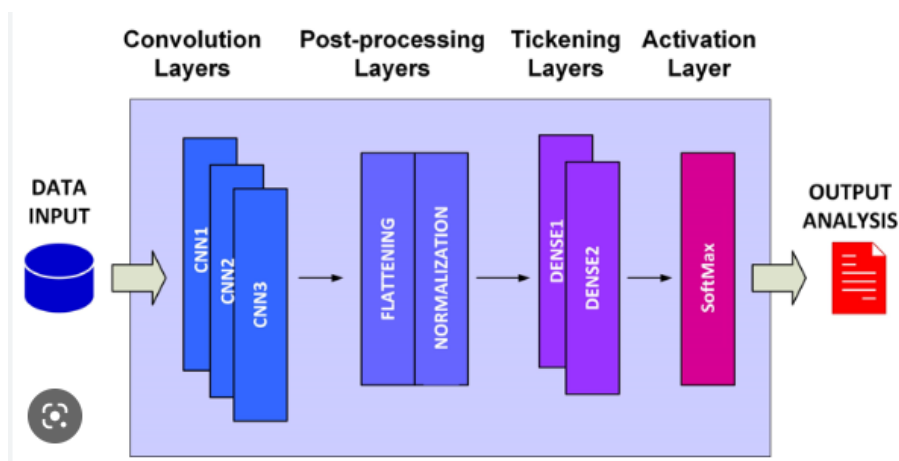 Convolution
Layers
Post-processing
Layers
Tickening
Layers
Activation
Layer
DATA
INPUT
CNN1
CNN2
CNN3
FLATTENING
NORMALIZATION
DENSE1
DENSE2
SoftMax
OUTPUT
ANALYSIS